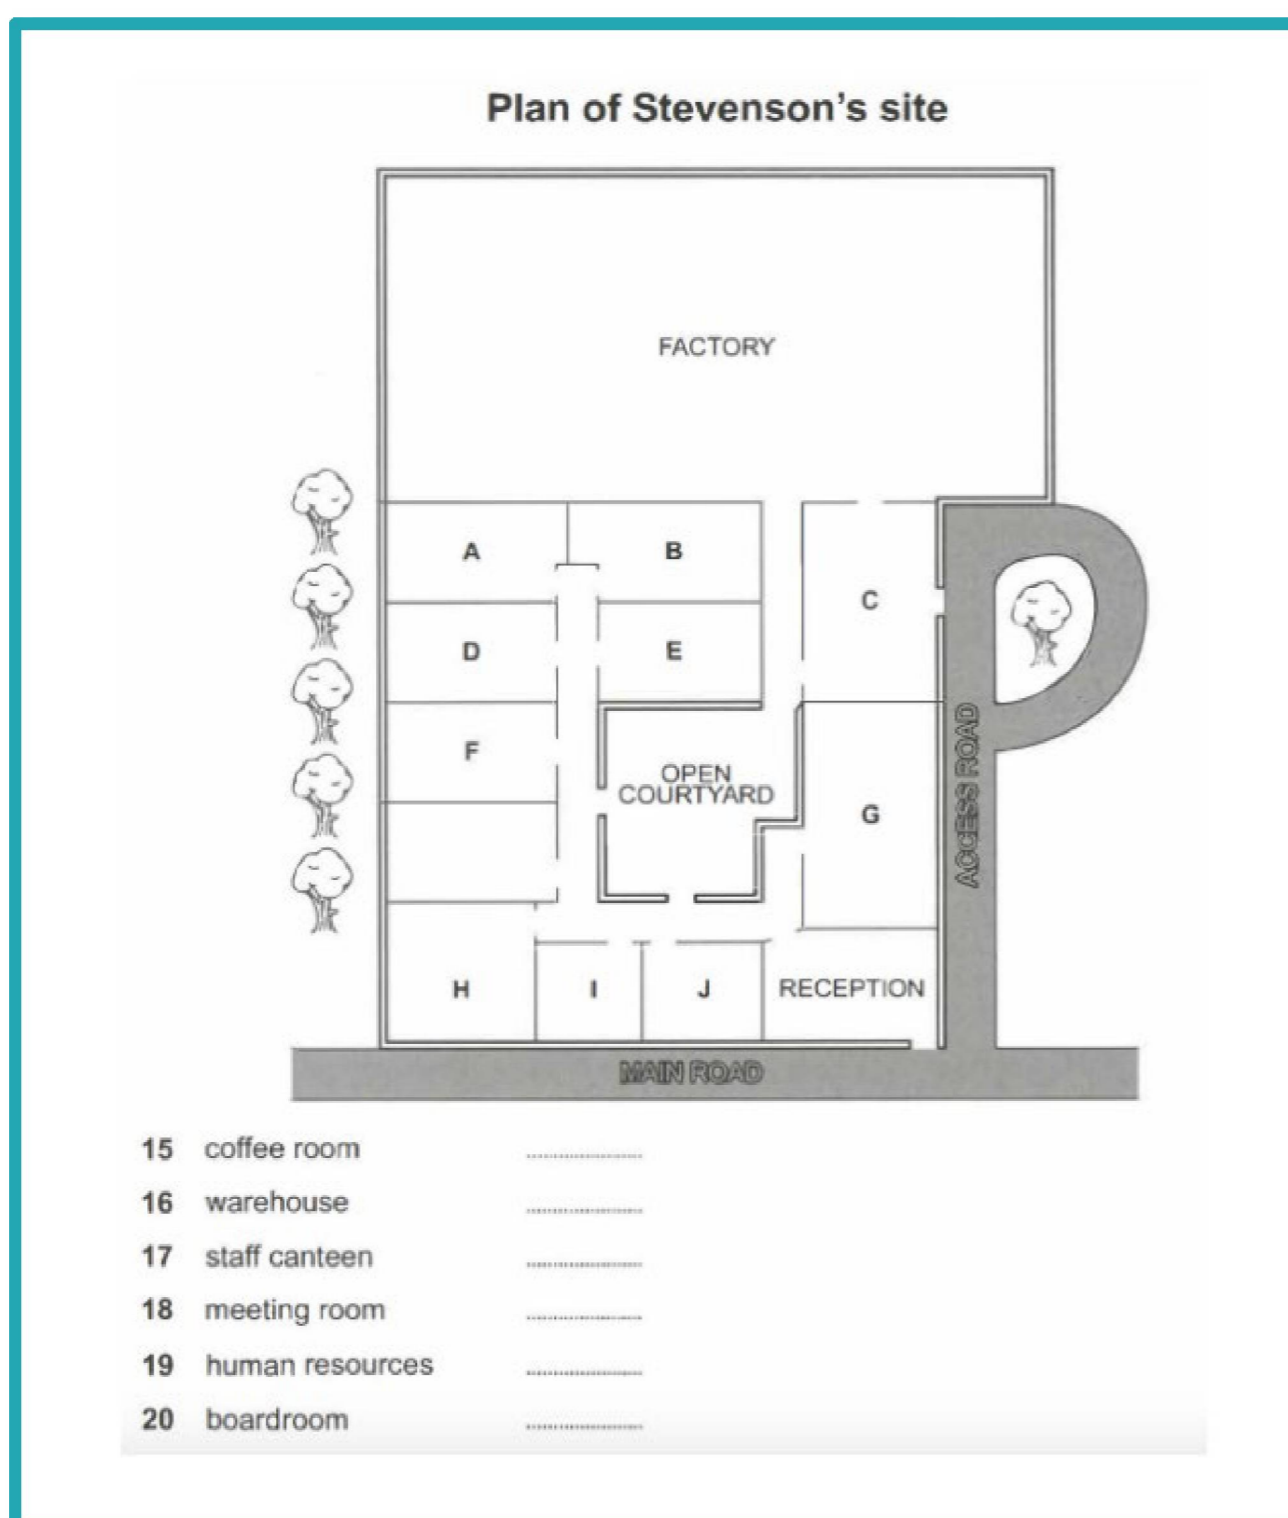 Plan of Stevenson's site
FACTORY
A
B
C
D
E
F
OPEN
COURTYARD
G
ACCESS ROAD
H
I
J
RECEPTION
MAIN ROAD
15 coffee room ........................
16 warehouse ........................
17 staff canteen ........................
18 meeting room ........................
19 human resources ........................
20 boardroom ........................